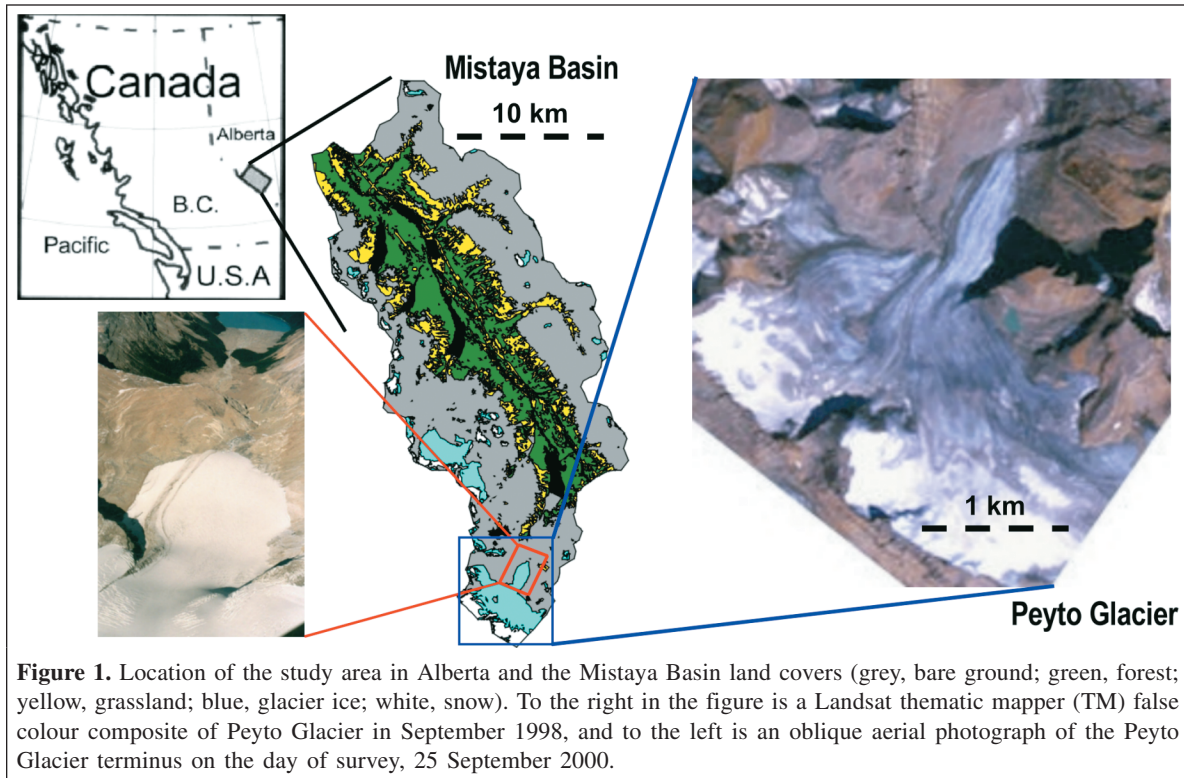 Canada
Alberta
B.C.
Pacific
U.S.A
Mistaya Basin
10 km
1 km
Peyto Glacier
Figure 1. Location of the study area in Alberta and the Mistaya Basin land covers (grey, bare ground; green, forest;
yellow, grassland; blue, glacier ice; white, snow). To the right in the figure is a Landsat thematic mapper (TM) false
colour composite of Peyto Glacier in September 1998, and to the left is an oblique aerial photograph of the Peyto
Glacier terminus on the day of survey, 25 September 2000.